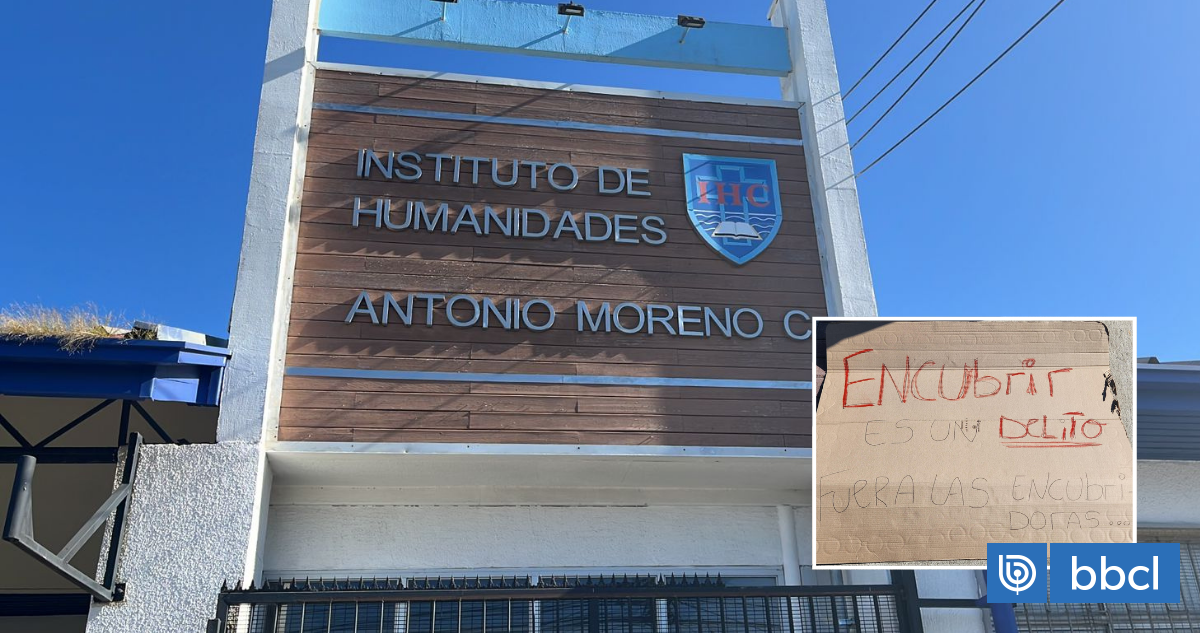 INSTITUTO DE
HUMANIDADES
IHC
ANTONIO MORENO C
ENCUbrir
ES UN DELITO
FUERA LAS ENCUbri-
DORAS...
bbcl